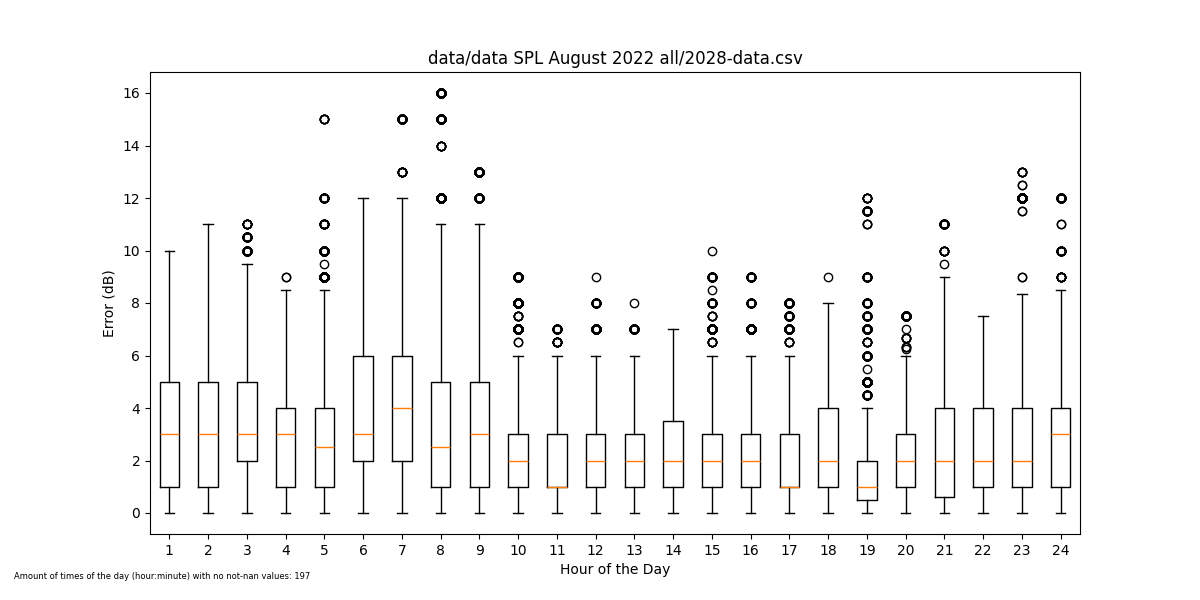 data/data SPL August 2022 all/2028-data.csv
16
14
12
10
8
6
4
2
0
Error (dB)
1 2 3 4 5 6 7 8 9 10 11 12 13 14 15 16 17 18 19 20 21 22 23 24
Hour of the Day
Amount of times of the day (hour:minute) with no not-nan values: 197